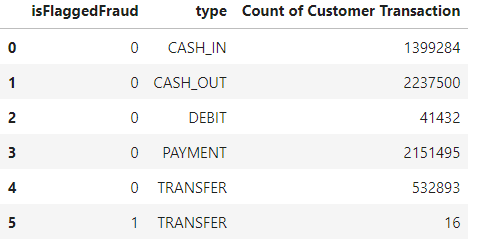 isFlaggedFraud type Count of Customer Transaction
0 0 CASH_IN 1399284
1 0 CASH_OUT 2237500
2 0 DEBIT 41432
3 0 PAYMENT 2151495
4 0 TRANSFER 532893
5 1 TRANSFER 16